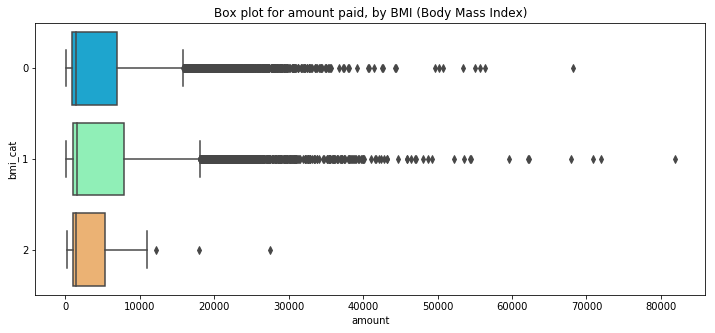 Box plot for amount paid, by BMI (Body Mass Index)
bmi_cat
0
1
2
0 10000 20000 30000 40000 50000 60000 70000 80000
amount